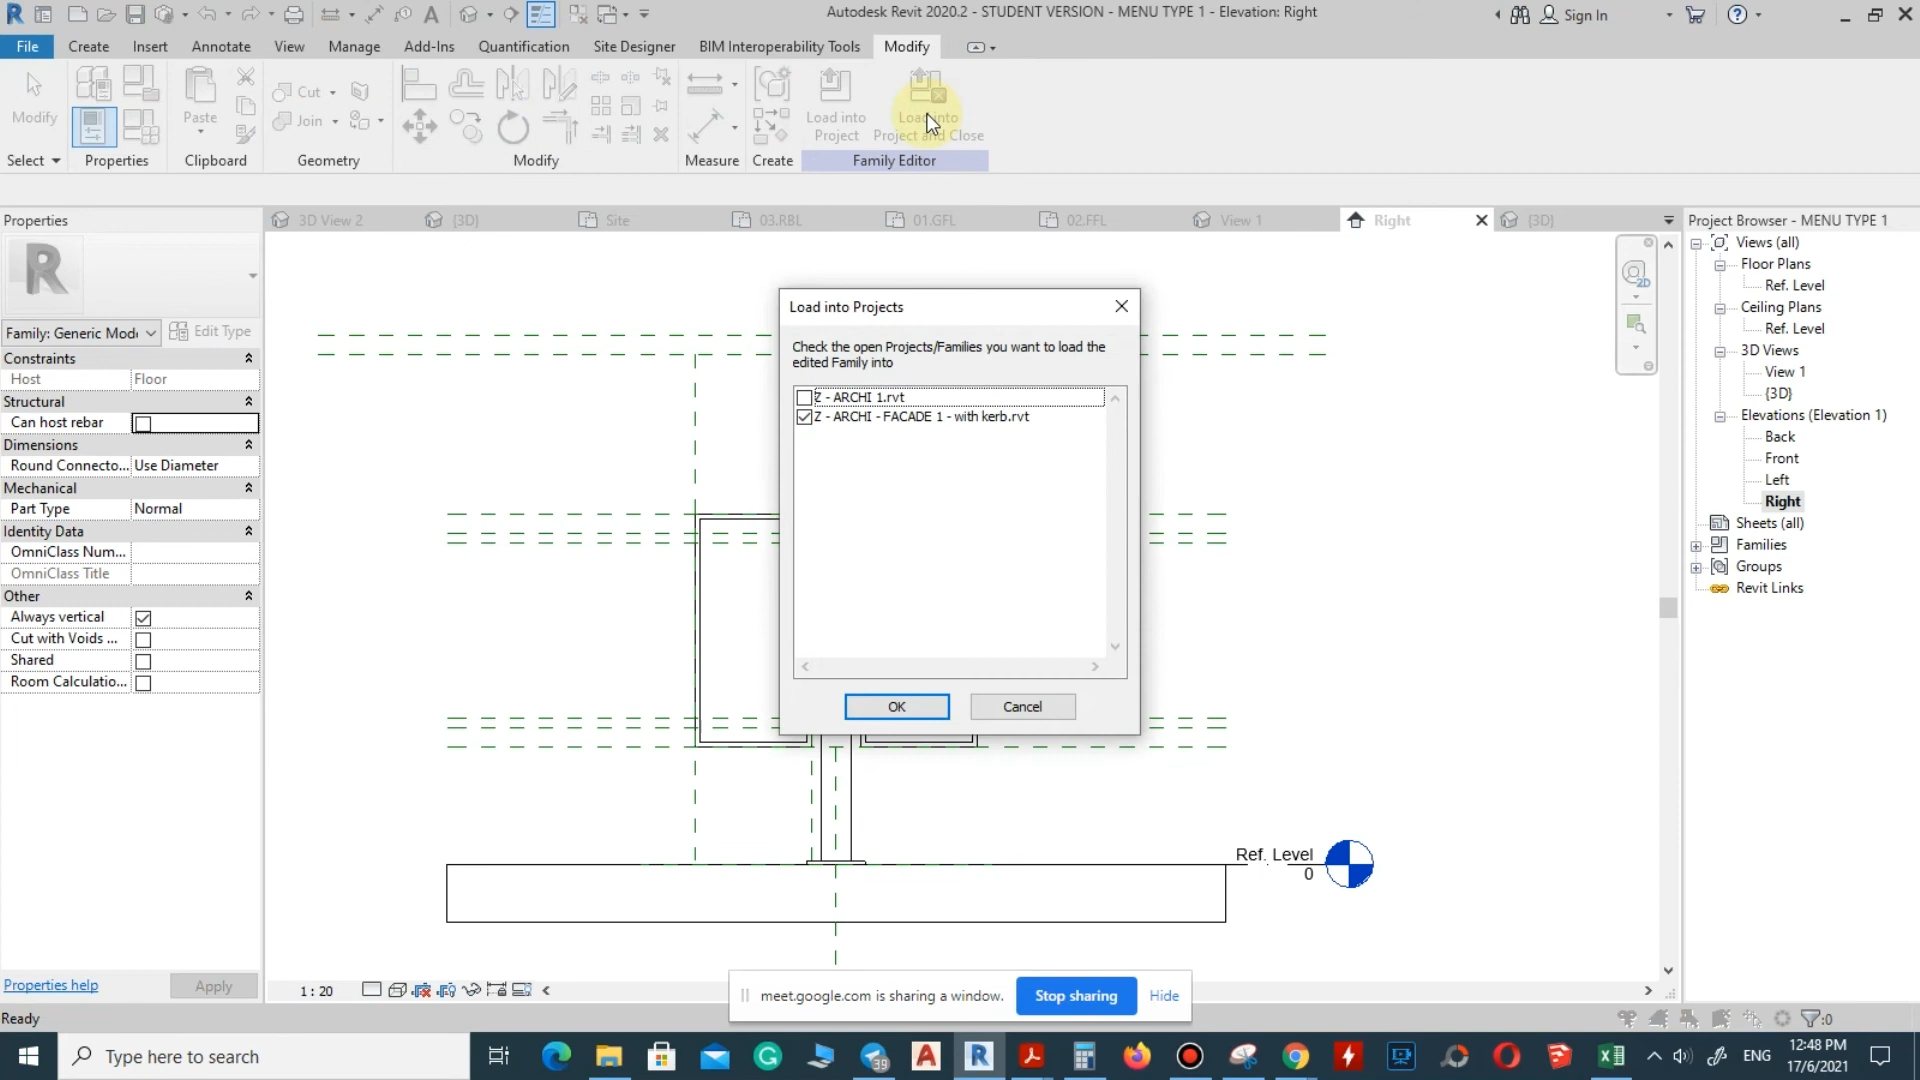 Autodesk Revit 2020.2 - STUDENT VERSION - MENU TYPE 1 - Elevation: Right
Sign In
File Create Insert Annotate View Manage Add-Ins Quantification Site Designer BIM Interoperability Tools Modify
Modify
Paste
Cut
Join
Load into Project
Load into Project and Close
Select Properties Clipboard Geometry Modify Measure Create Family Editor
Properties
3D View 2 {3D} Site 03.RBL 01.GFL 02.FFL View 1 Right {3D}
Project Browser - MENU TYPE 1
Family: Generic Mode
Edit Type
Constraints
Host Floor
Structural
Can host rebar
Dimensions
Round Connecto... Use Diameter
Mechanical
Part Type Normal
Identity Data
OmniClass Num...
OmniClass Title
Other
Always vertical
Cut with Voids ...
Shared
Room Calculatio...
Properties help
Apply
Load into Projects
Check the open Projects/Families you want to load the
edited Family into
Z - ARCHI 1.rvt
Z - ARCHI - FACADE 1 - with kerb.rvt
OK
Cancel
Ref. Level
0
2D
Views (all)
Floor Plans
Ref. Level
Ceiling Plans
Ref. Level
3D Views
View 1
{3D}
Elevations (Elevation 1)
Back
Front
Left
Right
Sheets (all)
Families
Groups
Revit Links
1 : 20
meet.google.com is sharing a window.
Stop sharing
Hide
Ready
:0
Type here to search
39
ENG
12:48 PM
17/6/2021